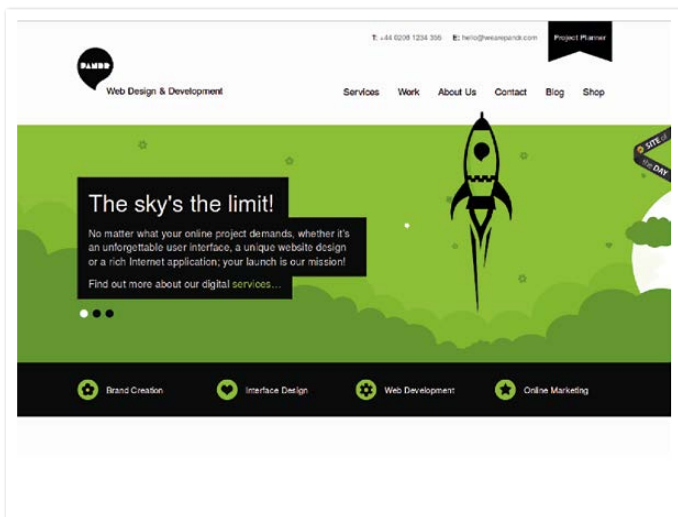 T: +44 0208 1234 395 E: hello@wearepandr.com
Project Planner
PANDR
Web Design & Development
Services Work About Us Contact Blog Shop
SITE of
the DAY
The sky's the limit!
No matter what your online project demands, whether it's
an unforgettable user interface, a unique website design
or a rich Internet application; your launch is our mission!
Find out more about our digital services...
Brand Creation Interface Design Web Development Online Marketing